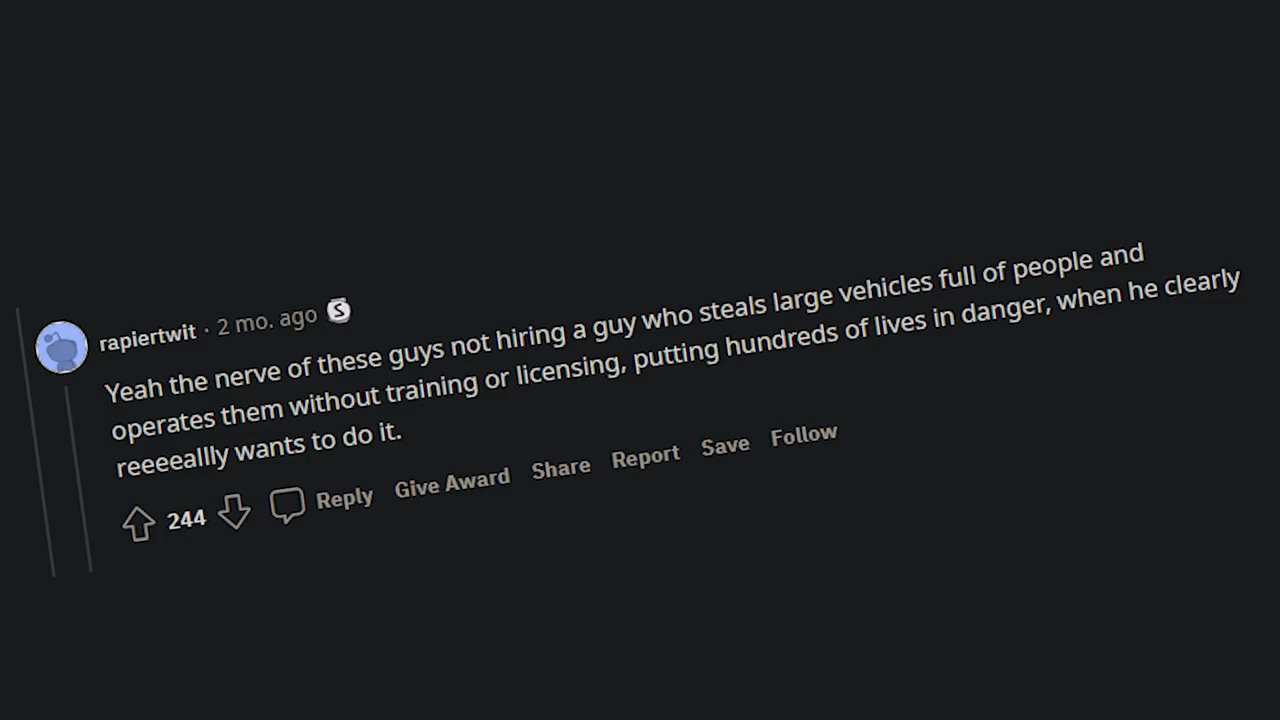 rapiertwit · 2 mo. ago
Yeah the nerve of these guys not hiring a guy who steals large vehicles full of people and
operates them without training or licensing, putting hundreds of lives in danger, when he clearly
reeeeallly wants to do it.
244 Reply Give Award Share Report Save Follow